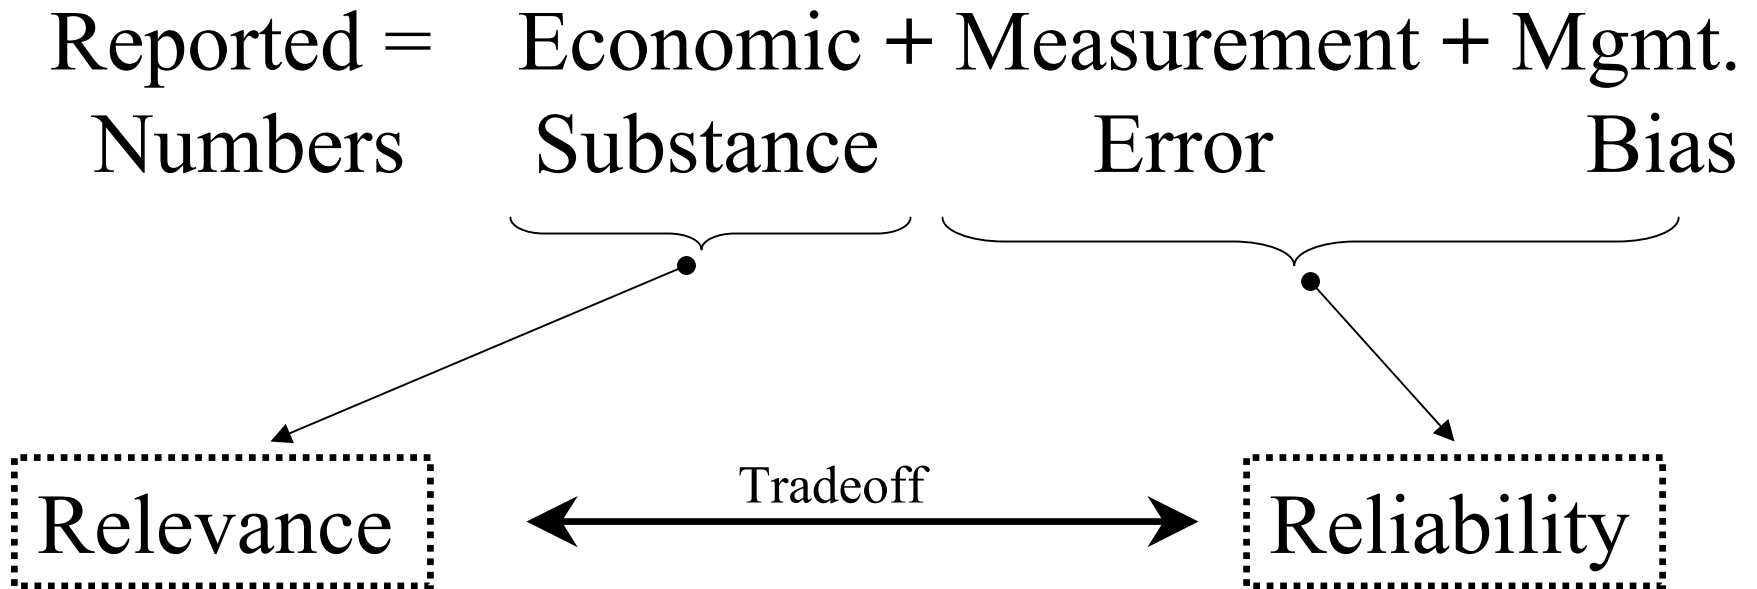 Reported = Economic + Measurement + Mgmt.
Numbers Substance Error Bias
Tradeoff
Relevance Reliability